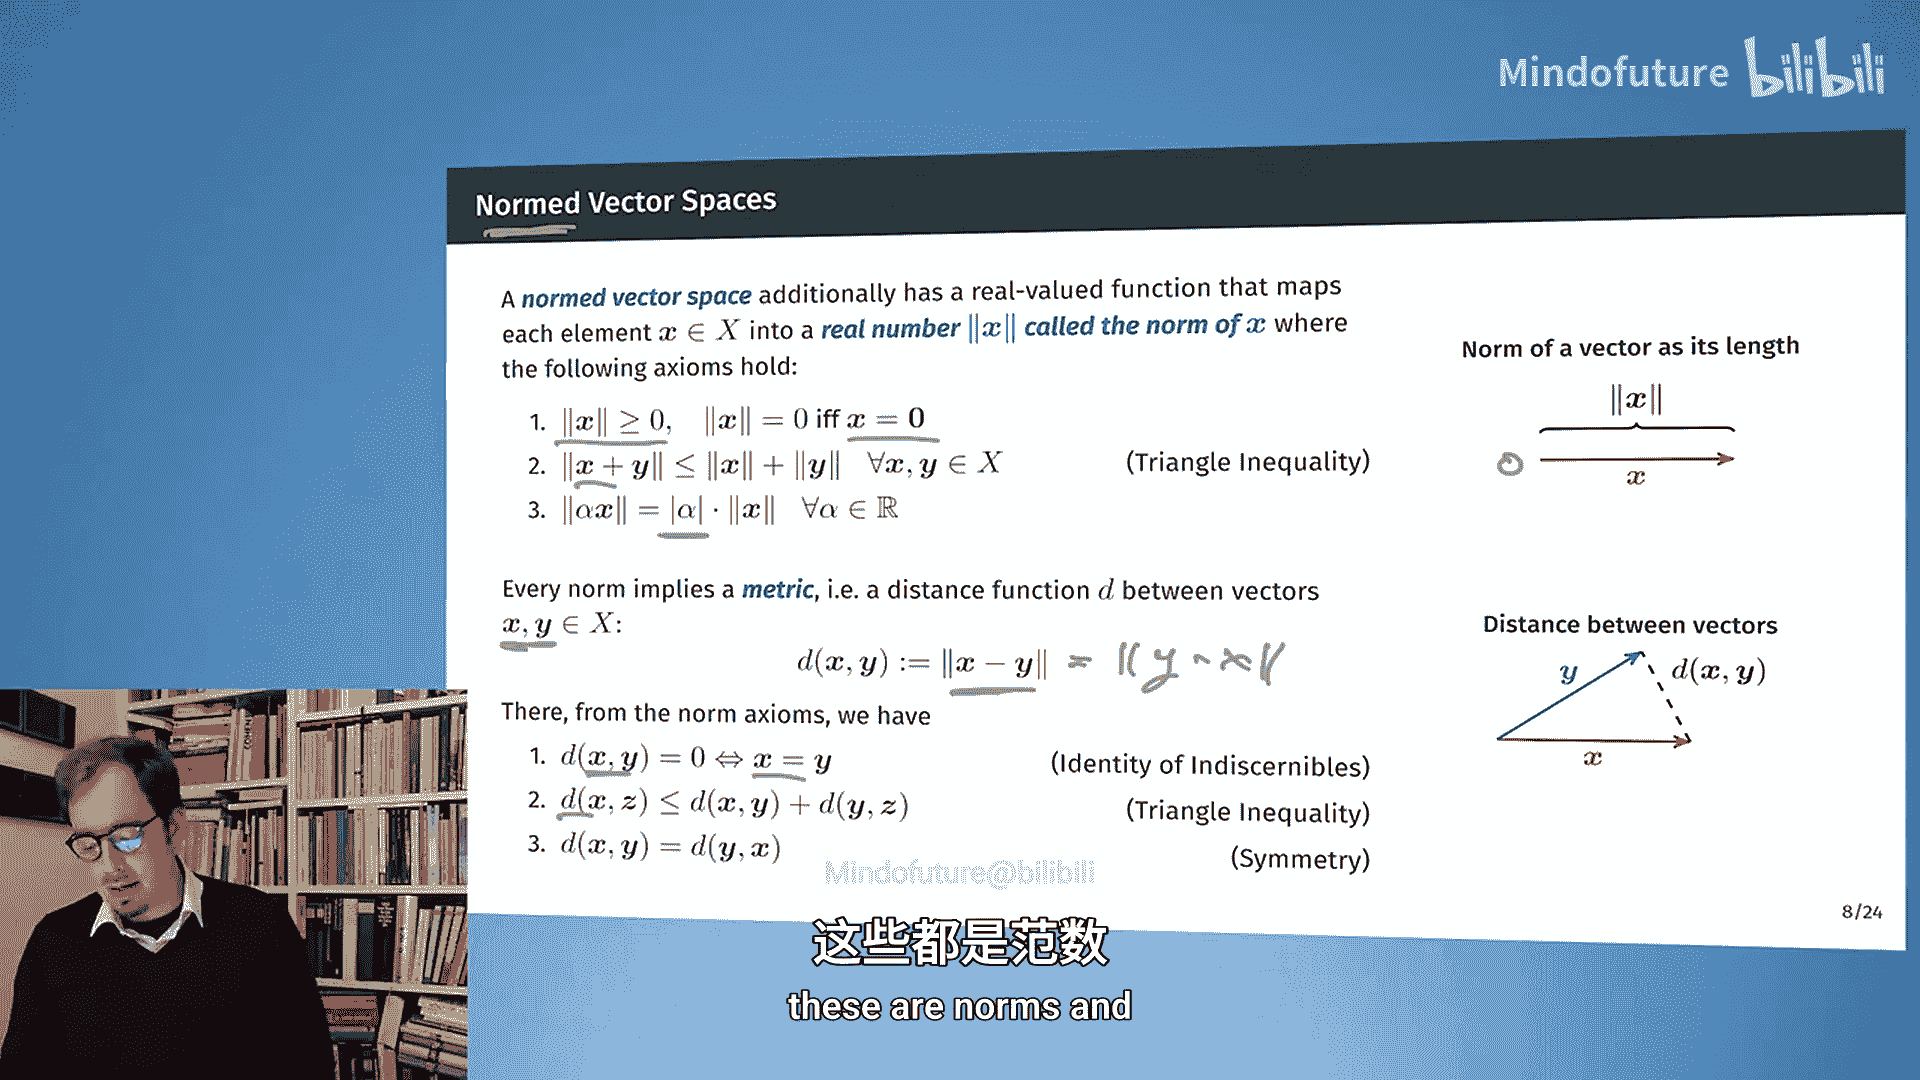 Mindofuture bilibili
Normed Vector Spaces
A normed vector space additionally has a real-valued function that maps
each element x ∈ X into a real number ‖x‖ called the norm of x where
the following axioms hold:
1. ‖x‖ ≥ 0, ‖x‖ = 0 iff x = 0
2. ‖x + y‖ ≤ ‖x‖ + ‖y‖ ∀x, y ∈ X (Triangle Inequality)
3. ‖αx‖ = |α| · ‖x‖ ∀α ∈ ℝ
Norm of a vector as its length
‖x‖
0
x
Every norm implies a metric, i.e. a distance function d between vectors
x, y ∈ X:
d(x, y) := ‖x − y‖ = ‖y − x‖
There, from the norm axioms, we have
1. d(x, y) = 0 ⇔ x = y (Identity of Indiscernibles)
2. d(x, z) ≤ d(x, y) + d(y, z) (Triangle Inequality)
3. d(x, y) = d(y, x) (Symmetry)
Distance between vectors
y d(x, y)
x
Mindofuture@bilibili
8/24
这些都是范数
these are norms and